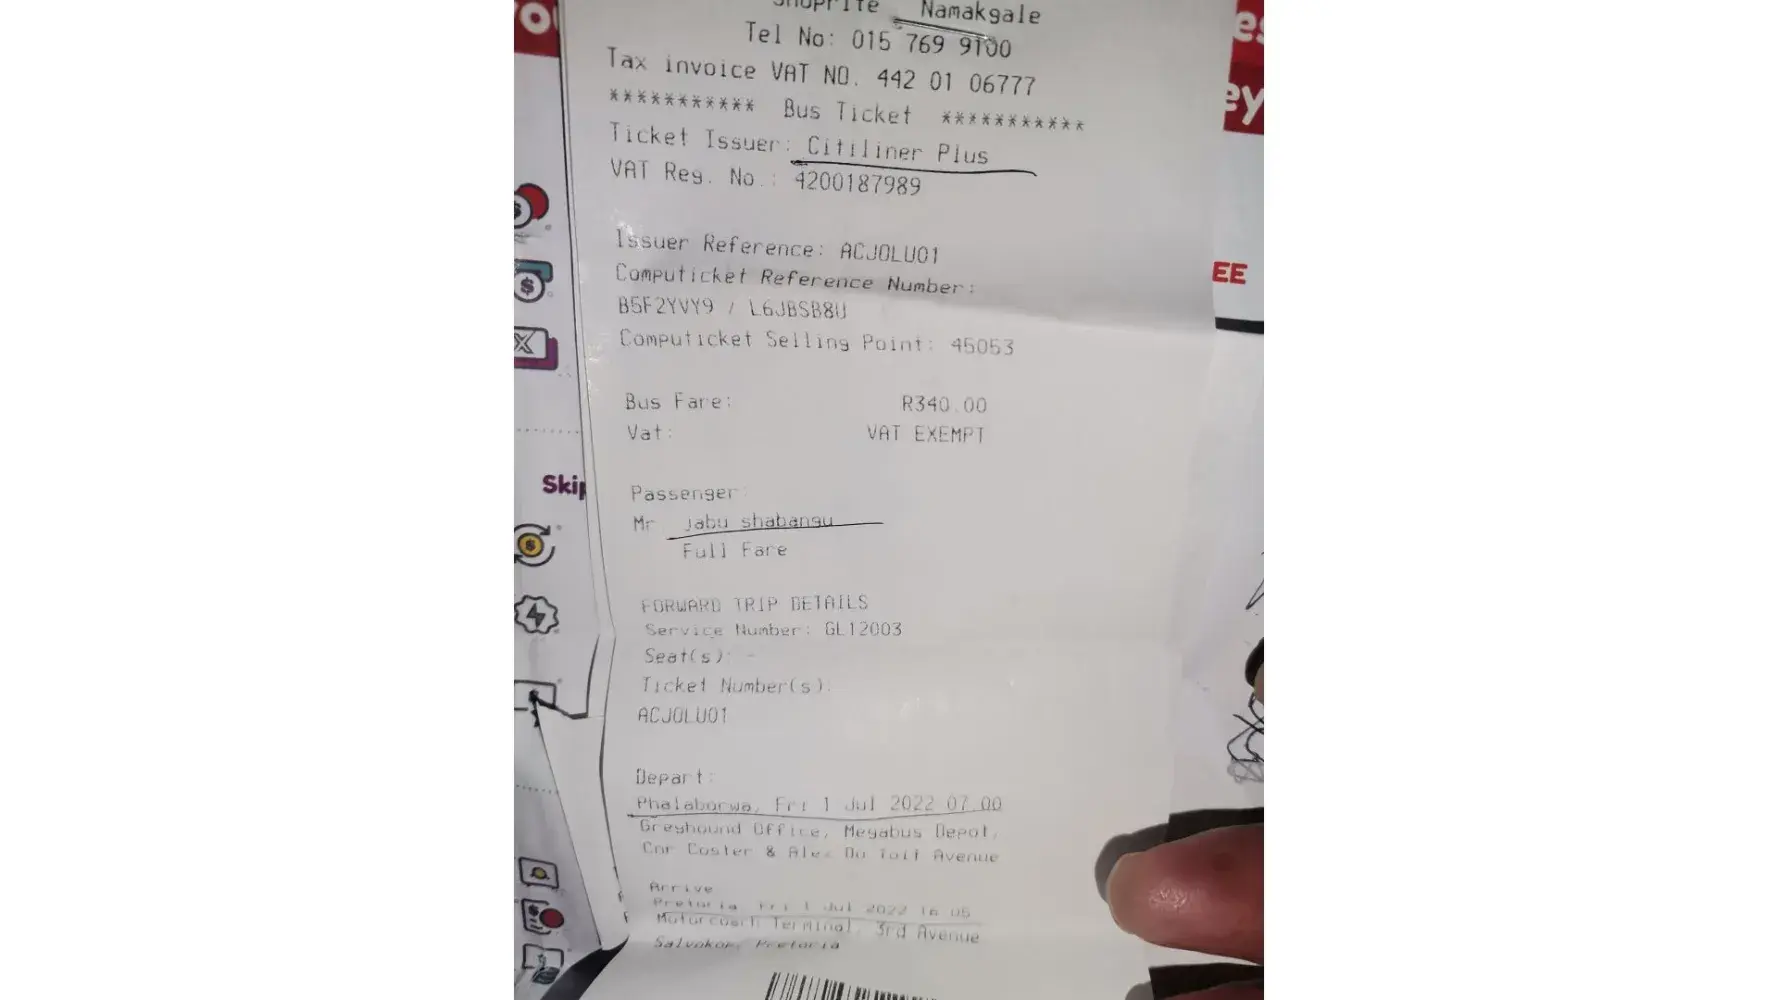 Shoprite Namakgale
Tel No: 015 769 9100
Tax invoice VAT NO. 442 01 06777
*********** Bus Ticket ***********
Ticket Issuer: Citiliner Plus
VAT Reg. No.: 4200187989
Issuer Reference: ACJOLU01
Computicket Reference Number:
B5F2YVY9 / L6JBSB8U
Computicket Selling Point: 45053
Bus Fare: R340.00
Vat: VAT EXEMPT
Passenger:
Mr jabu shabangu
Full Fare
FORWARD TRIP DETAILS
Service Number: GL12003
Seat(s): -
Ticket Number(s):
ACJOLU01
Depart:
Phalaborwa, Fri 1 Jul 2022 07:00
Greyhound Office, Megabus Depot,
Cnr Coster & Alex Du Toit Avenue
Arrive
Pretoria, Fri 1 Jul 2022 16:05
Motorcoach Terminal, 3rd Avenue
Salvokop, Pretoria
EE
Skip